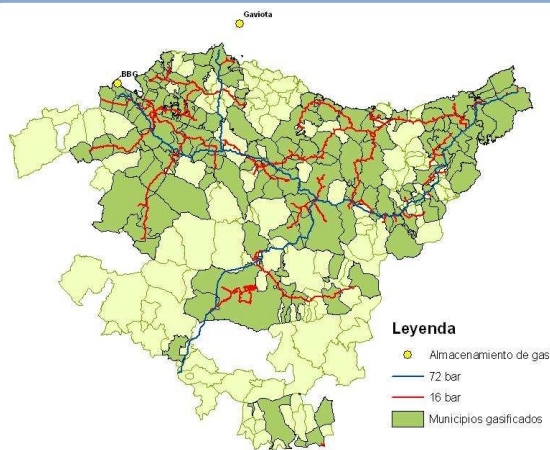 Gaviota
BBG
Leyenda
Almacenamiento de gas
72 bar
16 bar
Municipios gasificados